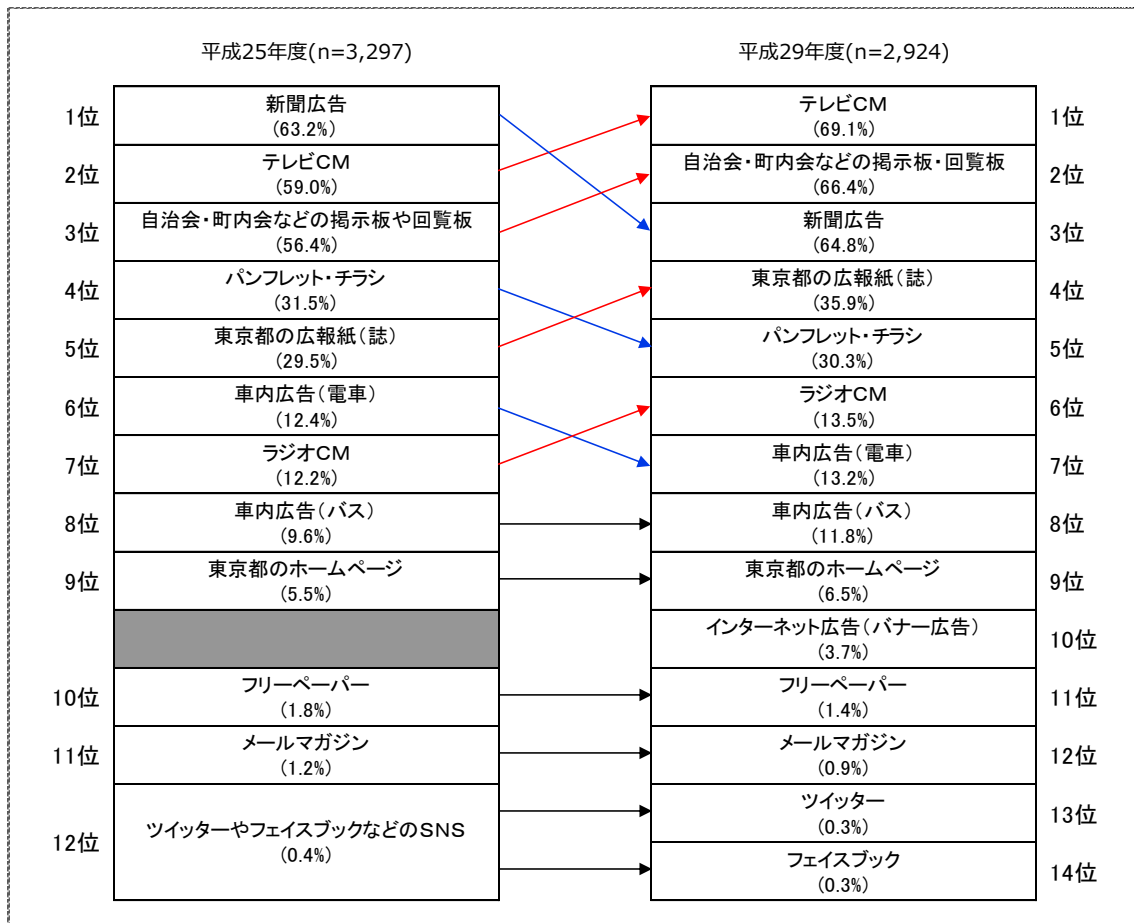 平成25年度(n=3,297)
平成29年度(n=2,924)
1位
新聞広告
(63.2%)
テレビCM
(69.1%)
1位
2位
テレビCM
(59.0%)
自治会・町内会などの掲示板・回覧板
(66.4%)
2位
3位
自治会・町内会などの掲示板や回覧板
(56.4%)
新聞広告
(64.8%)
3位
4位
パンフレット・チラシ
(31.5%)
東京都の広報紙(誌)
(35.9%)
4位
5位
東京都の広報紙(誌)
(29.5%)
パンフレット・チラシ
(30.3%)
5位
6位
車内広告(電車)
(12.4%)
ラジオCM
(13.5%)
6位
7位
ラジオCM
(12.2%)
車内広告(電車)
(13.2%)
7位
8位
車内広告(バス)
(9.6%)
車内広告(バス)
(11.8%)
8位
9位
東京都のホームページ
(5.5%)
東京都のホームページ
(6.5%)
9位
インターネット広告(バナー広告)
(3.7%)
10位
10位
フリーペーパー
(1.8%)
フリーペーパー
(1.4%)
11位
11位
メールマガジン
(1.2%)
メールマガジン
(0.9%)
12位
12位
ツイッターやフェイスブックなどのSNS
(0.4%)
ツイッター
(0.3%)
13位
フェイスブック
(0.3%)
14位